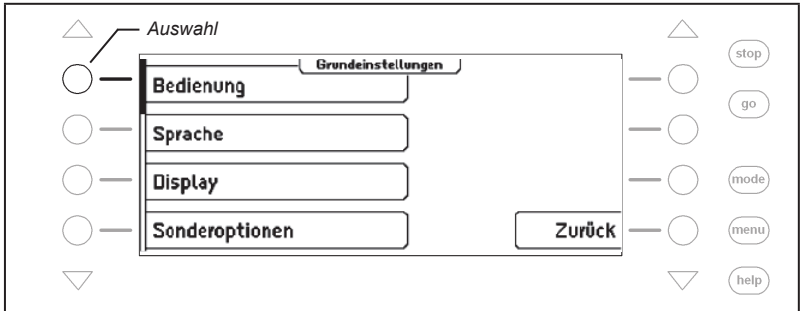 Auswahl
Grundeinstellungen
Bedienung
Sprache
Display
Sonderoptionen
Zurück
stop
go
mode
menu
help